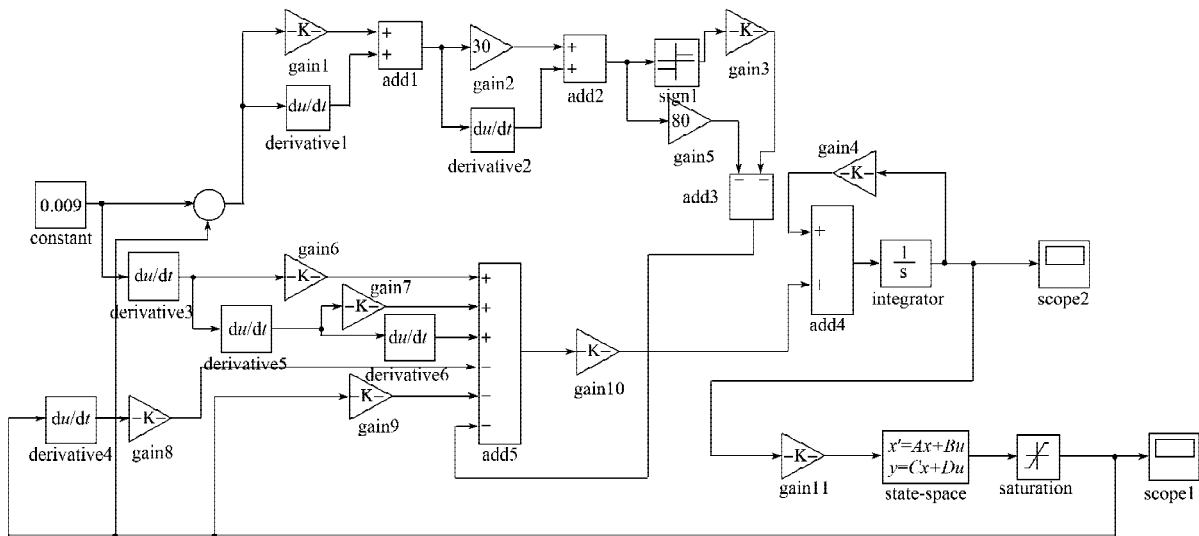 -K-
gain1
+
+
add1
30
gain2
+
+
add2
sign1
-K-
gain3
du/dt
derivative1
du/dt
derivative2
80
gain5
− −
add3
gain4
-K-
0.009
constant
+
+
add4
1
s
integrator
scope2
du/dt
derivative3
gain6
-K-
gain7
-K-
du/dt
derivative5
du/dt
derivative6
+
+
+
−
−
−
add5
-K-
gain10
du/dt
derivative4
-K-
gain8
-K-
gain9
-K-
gain11
x'=Ax+Bu
y=Cx+Du
state-space
saturation
scope1